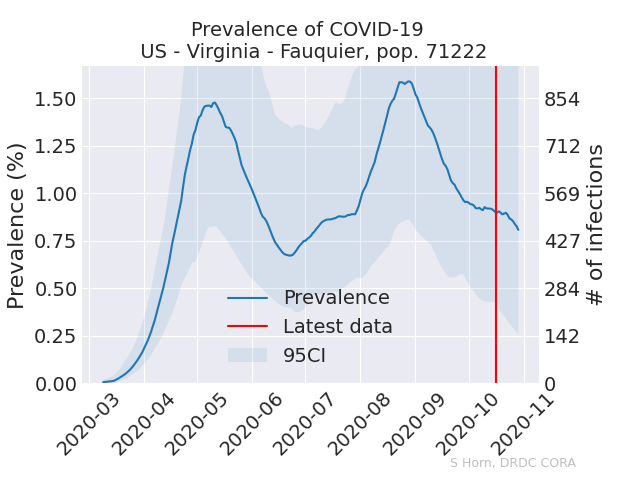 Prevalence of COVID-19
US - Virginia - Fauquier, pop. 71222
Prevalence (%)
1.50
1.25
1.00
0.75
0.50
0.25
0.00
854
712
569
427
284
142
0
# of infections
Prevalence
Latest data
95CI
2020-03
2020-04
2020-05
2020-06
2020-07
2020-08
2020-09
2020-10
2020-11
S Horn, DRDC CORA